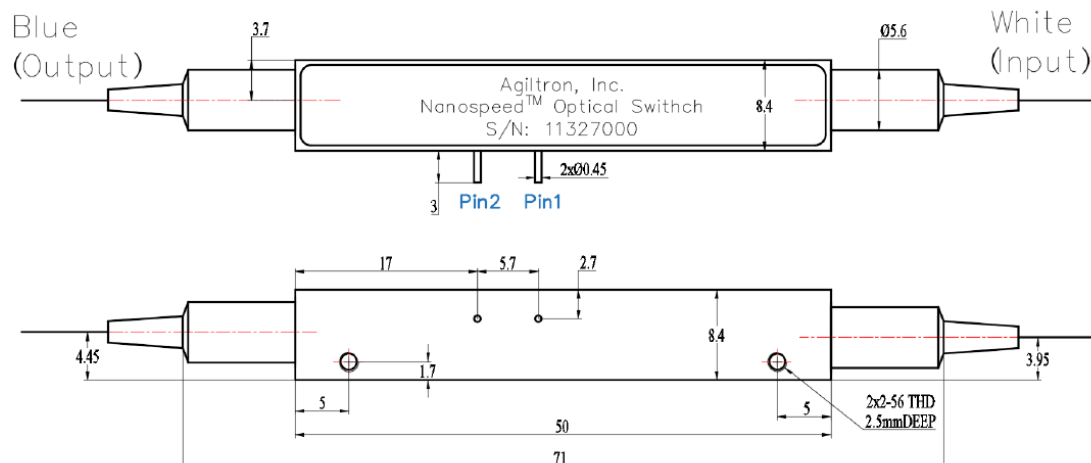 Blue
(Output)
3.7
Agiltron, Inc.
Nanospeed™ Optical Swithch
S/N: 11327000
8.4
Ø5.6
White
(Input)
3
2xØ0.45
Pin2
Pin1
17
5.7
2.7
4.45
8.4
3.95
1.7
5
5
2x2-56 THD
2.5mmDEEP
50
71